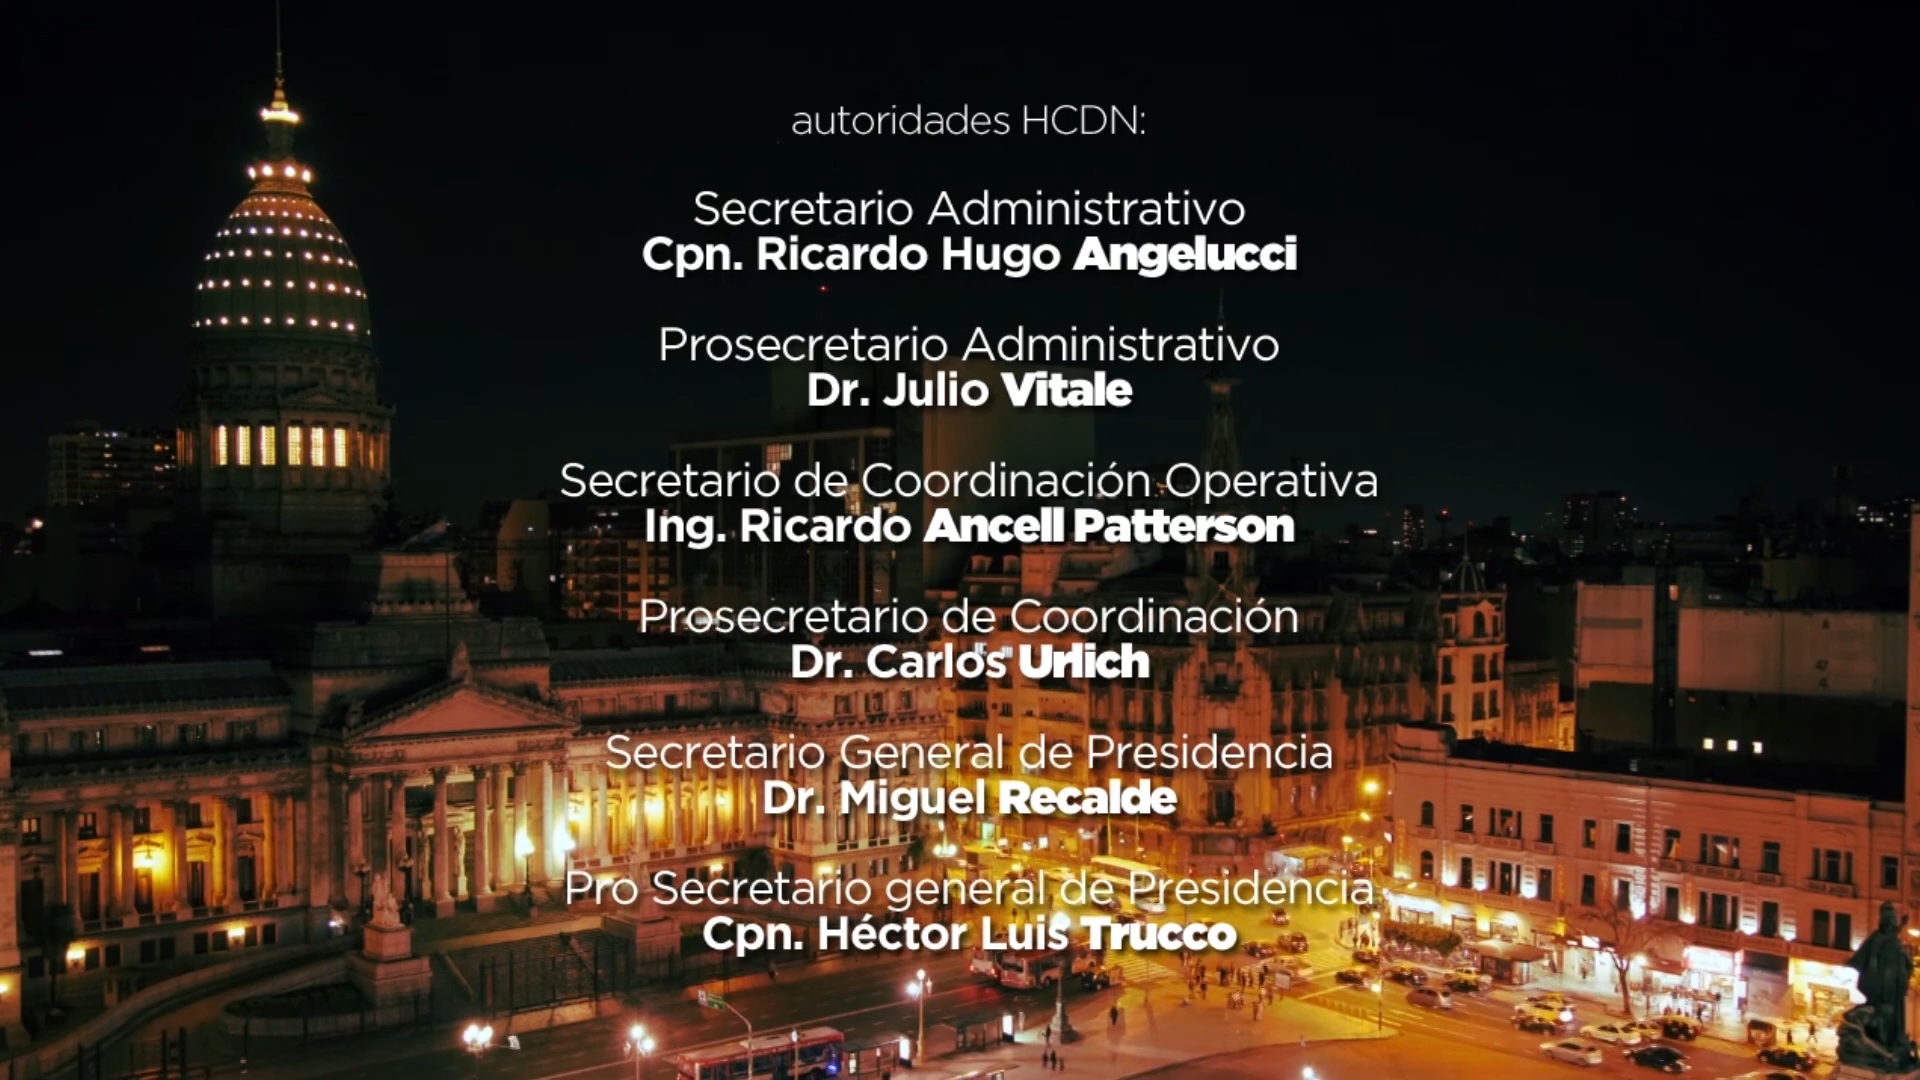 autoridades HCDN:
Secretario Administrativo
Cpn. Ricardo Hugo Angelucci
Prosecretario Administrativo
Dr. Julio Vitale
Secretario de Coordinación Operativa
Ing. Ricardo Ancell Patterson
Prosecretario de Coordinación
Dr. Carlos Urlich
Secretario General de Presidencia
Dr. Miguel Recalde
Pro Secretario general de Presidencia
Cpn. Héctor Luis Trucco